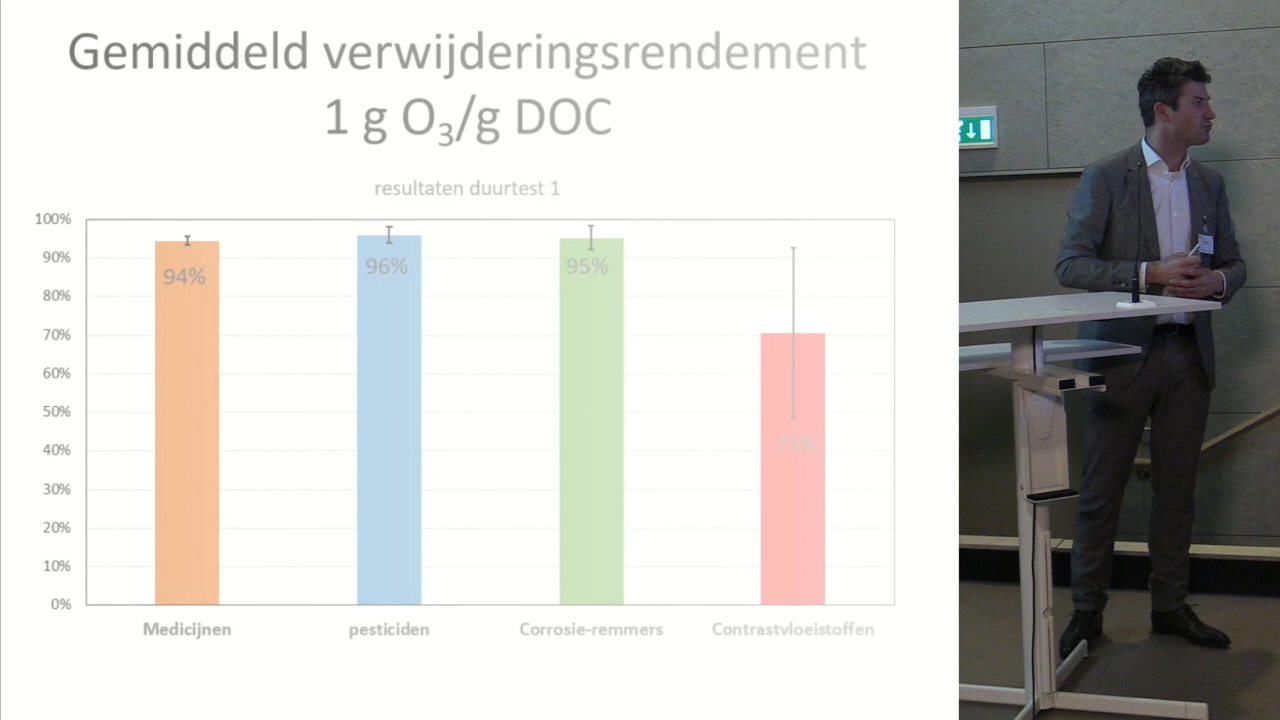 Gemiddeld verwijderingsrendement
1 g O₃/g DOC
resultaten duurtest 1
100%
90%
80%
70%
60%
50%
40%
30%
20%
10%
0%
94%
96%
95%
71%
Medicijnen
pesticiden
Corrosie-remmers
Contrastvloeistoffen